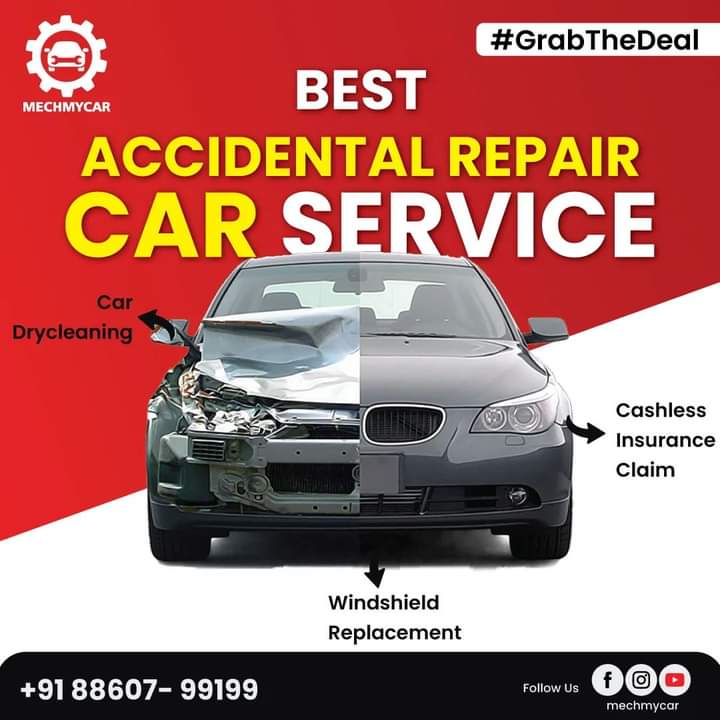 MECHMYCAR
#GrabTheDeal
BEST
ACCIDENTAL REPAIR
CAR SERVICE
Car
Drycleaning
Cashless
Insurance
Claim
Windshield
Replacement
+91 88607- 99199
Follow Us
mechmycar